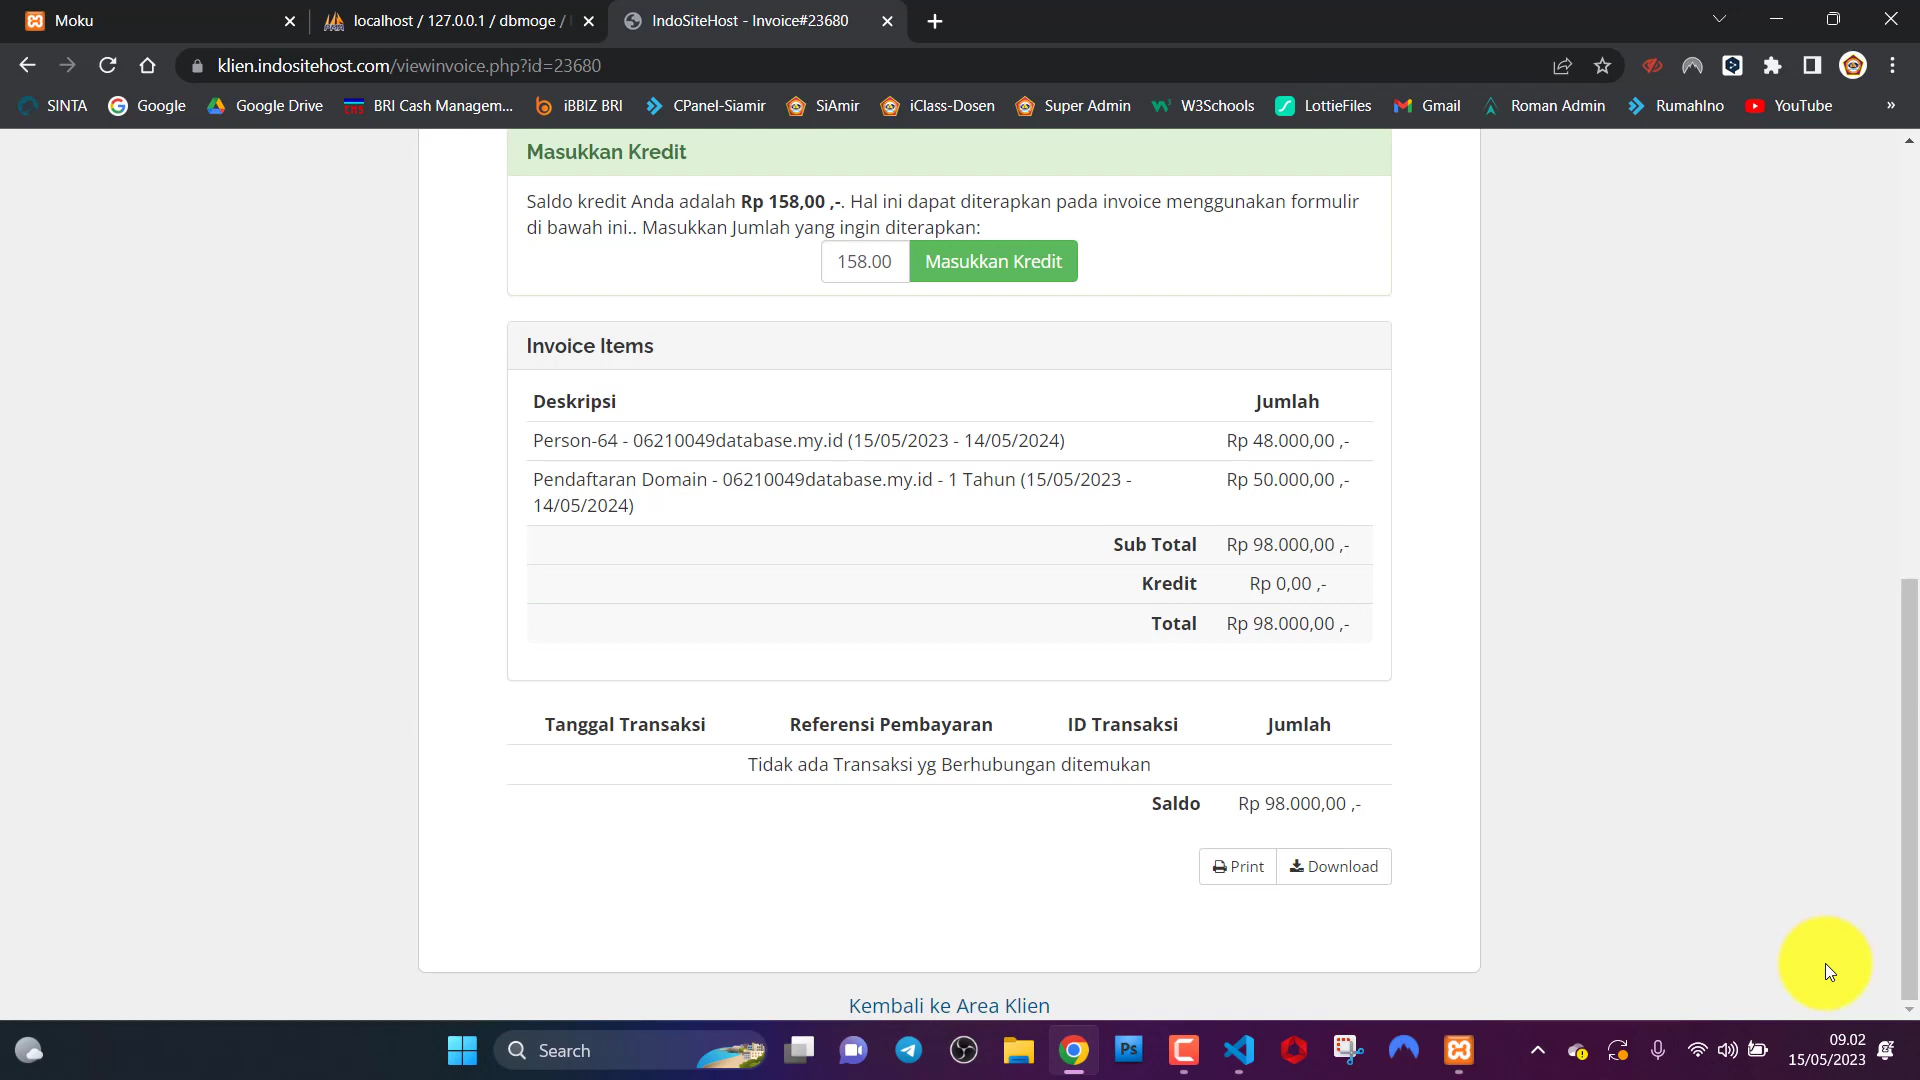 Moku
localhost / 127.0.0.1 / dbmoge /
IndoSiteHost - Invoice#23680
klien.indositehost.com/viewinvoice.php?id=23680
SINTA Google Google Drive BRI Cash Managem... iBBIZ BRI CPanel-Siamir SiAmir iClass-Dosen Super Admin W3Schools LottieFiles Gmail Roman Admin RumahIno YouTube »
Masukkan Kredit
Saldo kredit Anda adalah Rp 158,00 ,-. Hal ini dapat diterapkan pada invoice menggunakan formulir
di bawah ini.. Masukkan Jumlah yang ingin diterapkan:
158.00 Masukkan Kredit
Invoice Items
Deskripsi Jumlah
Person-64 - 06210049database.my.id (15/05/2023 - 14/05/2024) Rp 48.000,00 ,-
Pendaftaran Domain - 06210049database.my.id - 1 Tahun (15/05/2023 - Rp 50.000,00 ,-
14/05/2024)
Sub Total Rp 98.000,00 ,-
Kredit Rp 0,00 ,-
Total Rp 98.000,00 ,-
Tanggal Transaksi Referensi Pembayaran ID Transaksi Jumlah
Tidak ada Transaksi yg Berhubungan ditemukan
Saldo Rp 98.000,00 ,-
Print Download
Kembali ke Area Klien
Search
Ps
09.02
15/05/2023